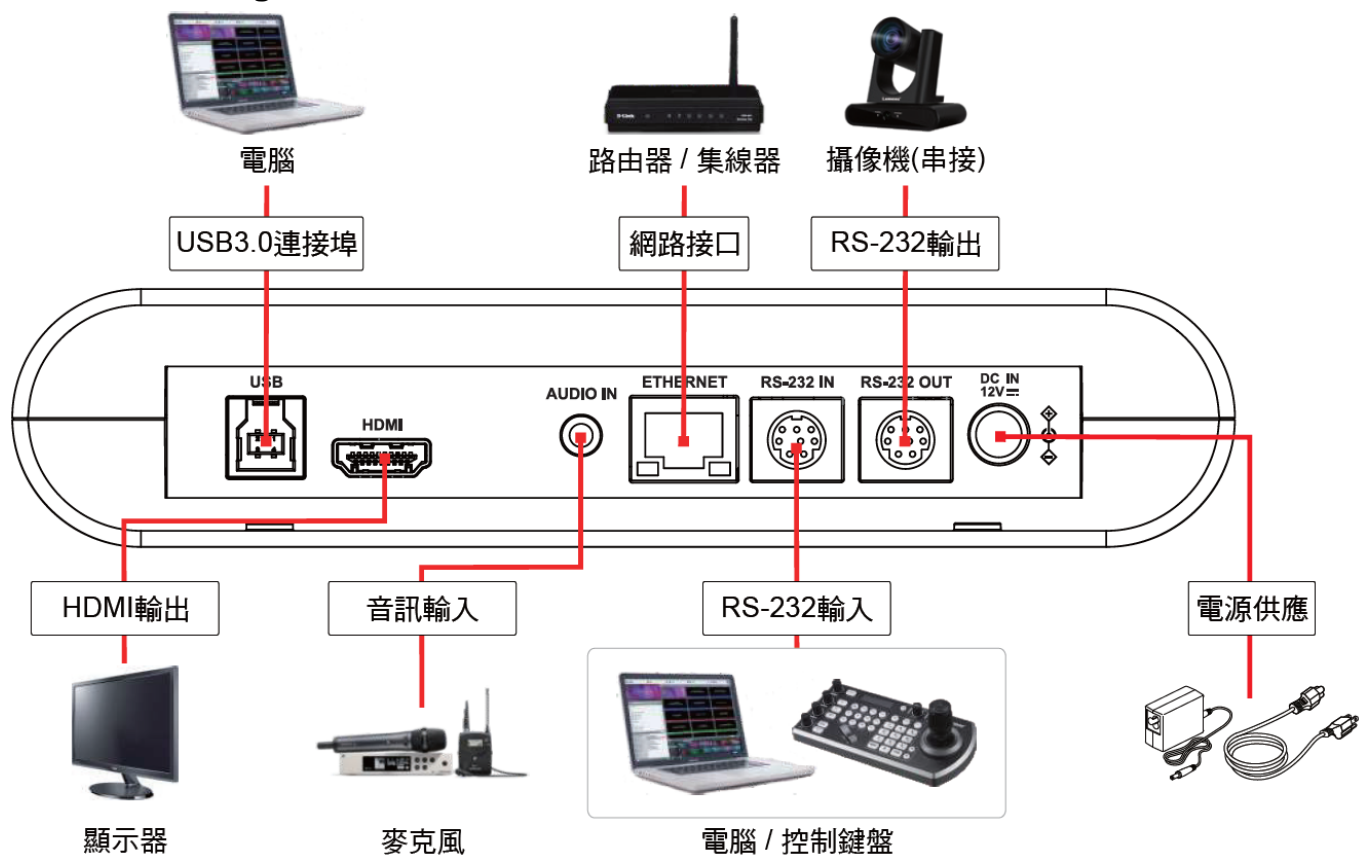 電腦
路由器 / 集線器
攝像機(串接)
USB3.0連接埠
網路接口
RS-232輸出
USB
HDMI
AUDIO IN
ETHERNET
RS-232 IN
RS-232 OUT
DC IN
12V
HDMI輸出
音訊輸入
RS-232輸入
電源供應
顯示器
麥克風
電腦 / 控制鍵盤
D-Link